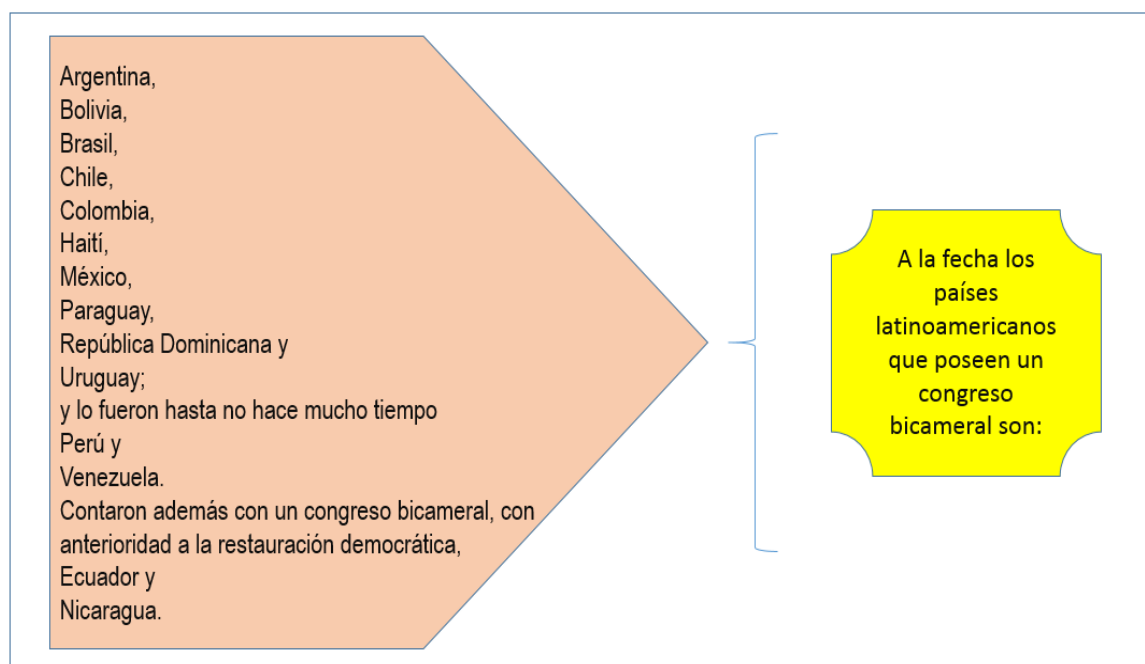 Argentina,
Bolivia,
Brasil,
Chile,
Colombia,
Haití,
México,
Paraguay,
República Dominicana y
Uruguay;
y lo fueron hasta no hace mucho tiempo
Perú y
Venezuela.
Contaron además con un congreso bicameral, con
anterioridad a la restauración democrática,
Ecuador y
Nicaragua.
A la fecha los
países
latinoamericanos
que poseen un
congreso
bicameral son: